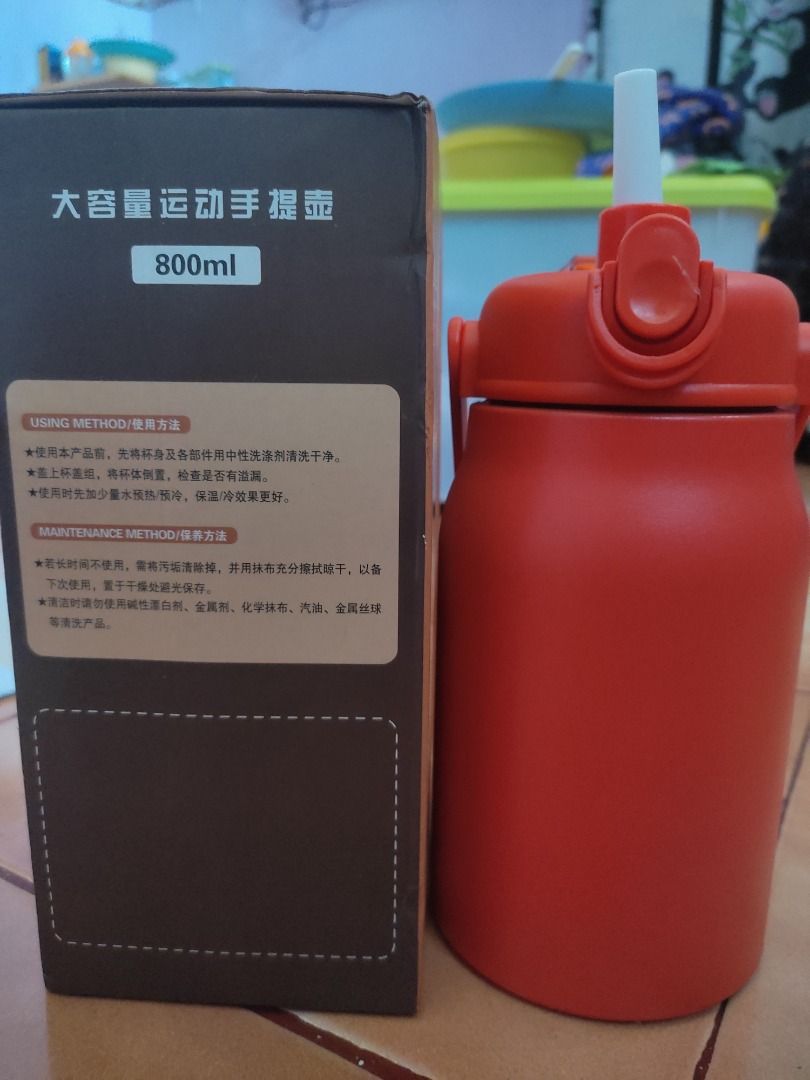 大容量运动手提壶
800ml
USING METHOD/使用方法
★使用本产品前，先将杯身及各部件用中性洗涤剂清洗干净。
★盖上杯盖组，将杯体倒置，检查是否有溢漏。
★使用时先加少量水预热/预冷，保温/冷效果更好。
MAINTENANCE METHOD/保养方法
★若长时间不使用，需将污垢清除掉，并用抹布充分擦拭晾干，以备
下次使用，置于干燥处避光保存。
★清洁时请勿使用碱性漂白剂、金属剂、化学抹布、汽油、金属丝球
等清洗产品。